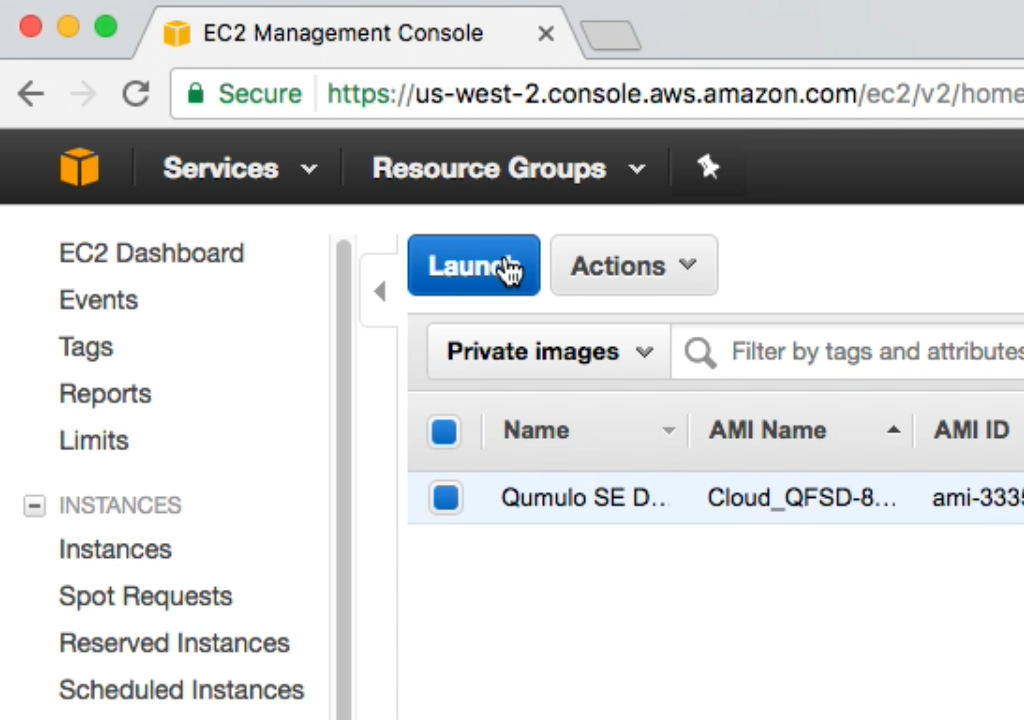 EC2 Management Console
Secure https://us-west-2.console.aws.amazon.com/ec2/v2/home
Services Resource Groups
EC2 Dashboard
Events
Tags
Reports
Limits
INSTANCES
Instances
Spot Requests
Reserved Instances
Scheduled Instances
Launch Actions
Private images Filter by tags and attributes
Name AMI Name AMI ID
Qumulo SE D... Cloud_QFSD-8... ami-3335